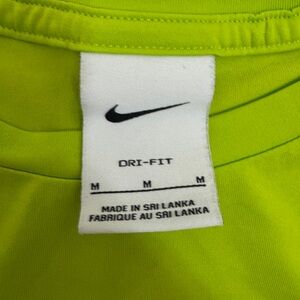 DRI-FIT
M M M
MADE IN SRI LANKA
FABRIQUE AU SRI LANKA